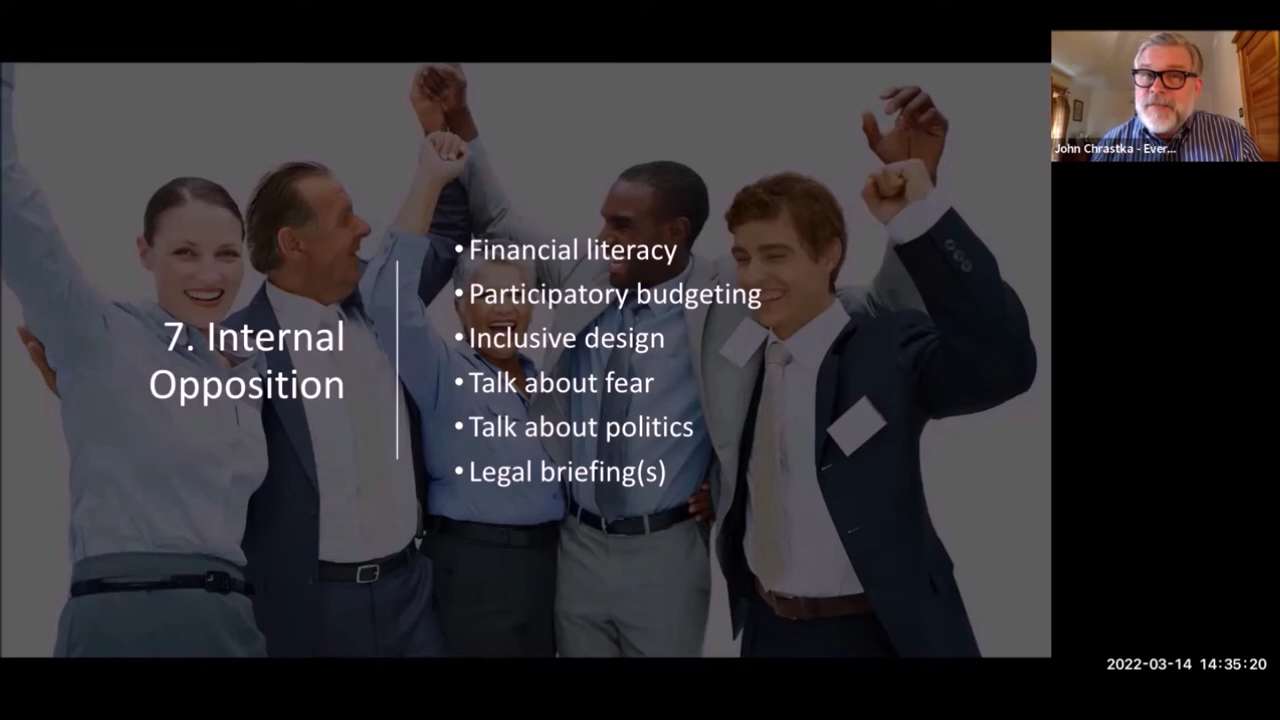 7. Internal
Opposition
• Financial literacy
• Participatory budgeting
• Inclusive design
• Talk about fear
• Talk about politics
• Legal briefing(s)
John Chrastka - Ever...
2022-03-14 14:35:20